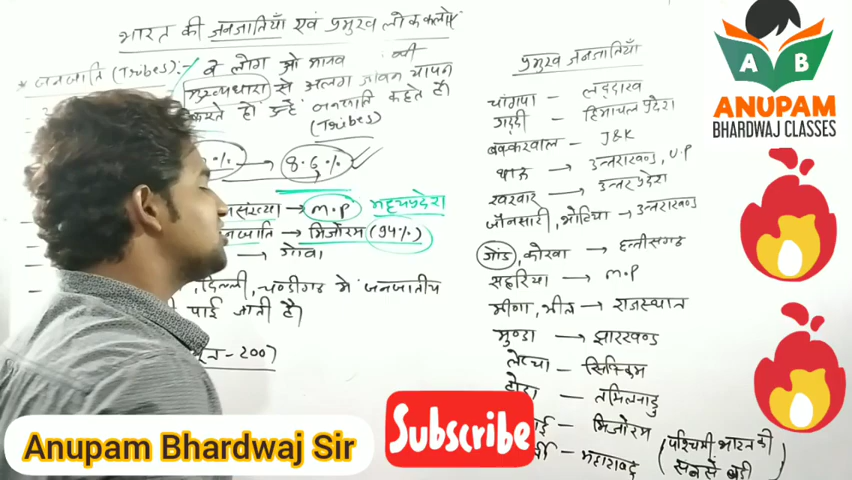 भारत की जनजातियाँ एवं प्रमुख लोककलाएँ
* जनजाति (Tribes):- वे लोग जो मानव की
मुख्यधारा से अलग जीवन यापन
करते हो उन्हें जनजाति कहते हैं।
(Tribes)
% → 8.6%
→ M.P मध्यप्रदेश
→ मिजोरम (94%)
→ गोवा
दिल्ली, चण्डीगढ़ में जनजातीय
पाई जाती है।
- 2007
प्रमुख जनजातियाँ
चांगपा - लद्दाख
गद्दी - हिमाचल प्रदेश
बक्करवाल - J&K
थारू → उत्तराखण्ड, U.P
खरवार → उत्तर प्रदेश
जौनसारी, भोटिया → उत्तराखण्ड
गोंड, कोरबा → छत्तीसगढ
सहरिया → M.P
मीणा, भील → राजस्थान
मुण्डा → झारखण्ड
लेप्चा - सिक्किम
टोडा - तमिलनाडु
- मिजोरम
- महाराष्ट्र (पश्चिमी भारत की
सबसे बडी)
A B
ANUPAM
BHARDWAJ CLASSES
Subscribe
Anupam Bhardwaj Sir